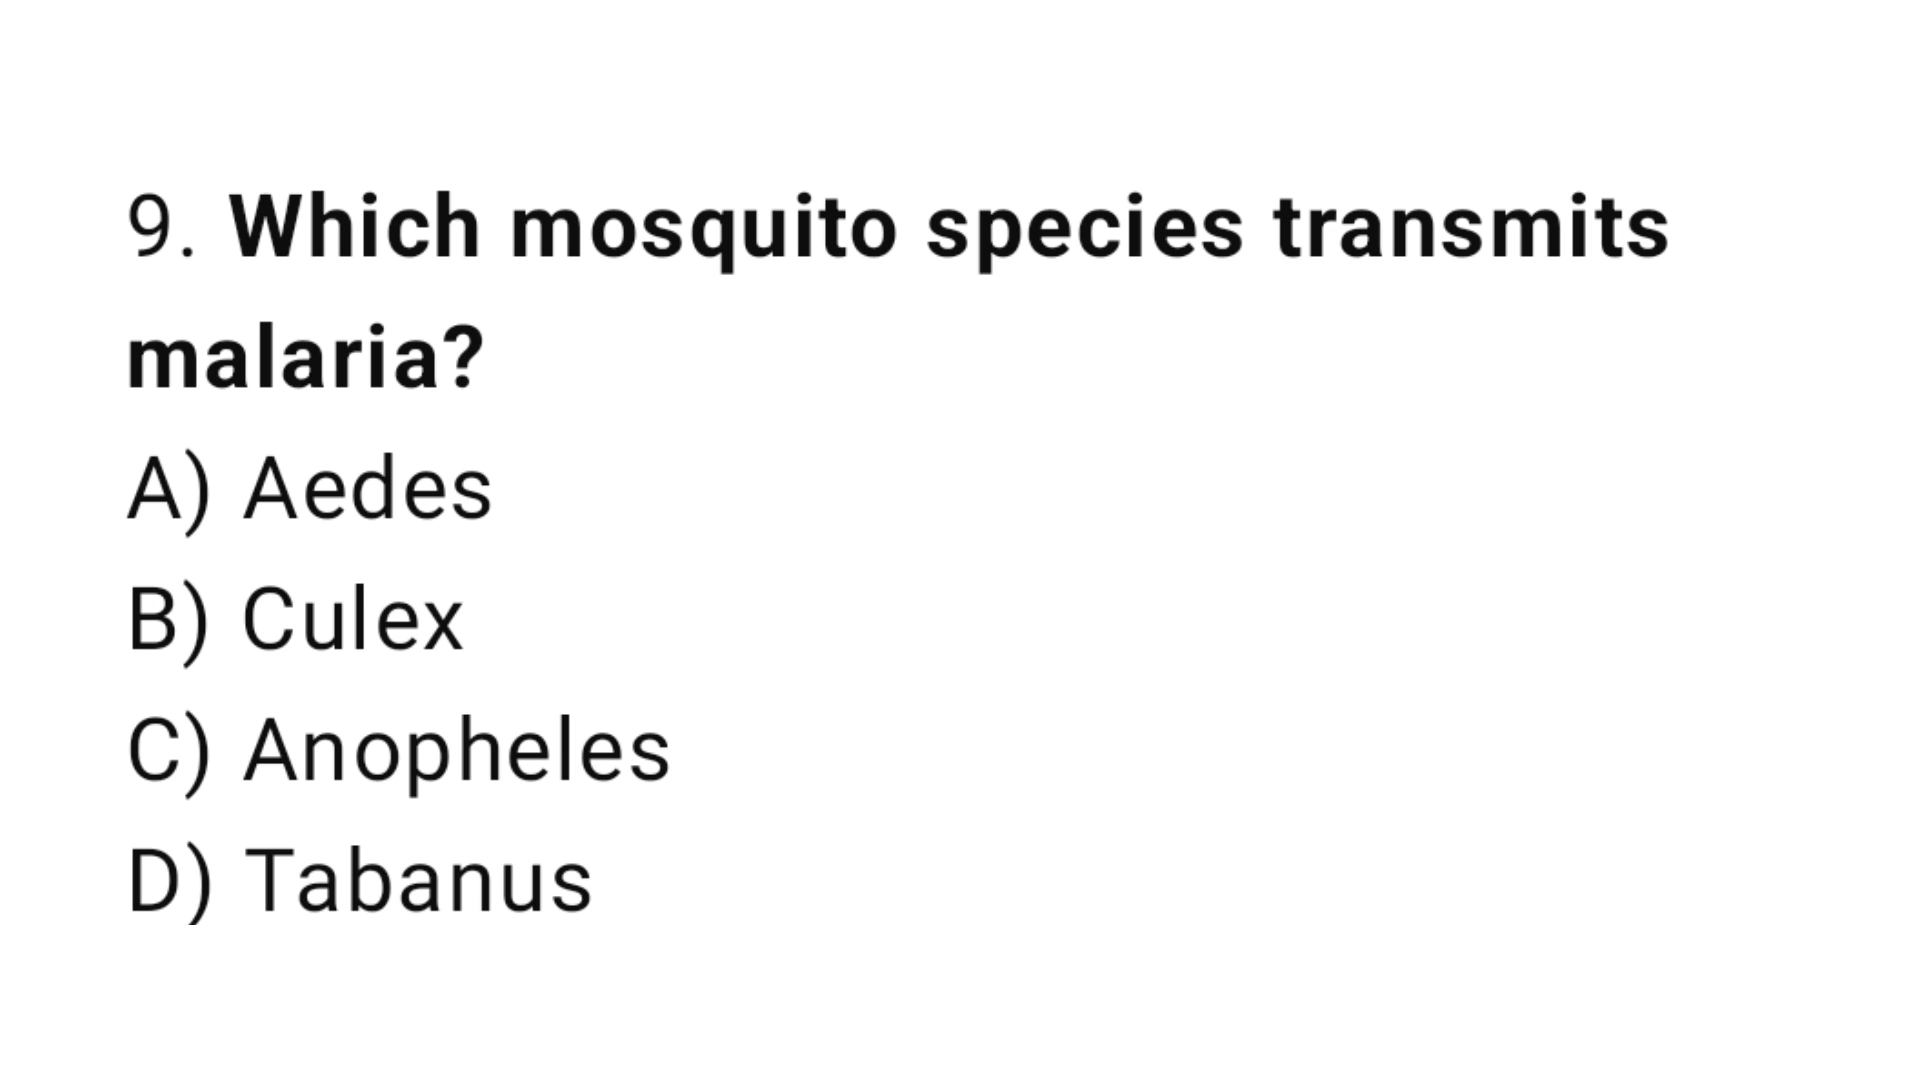 9. Which mosquito species transmits
malaria?
A) Aedes
B) Culex
C) Anopheles
D) Tabanus